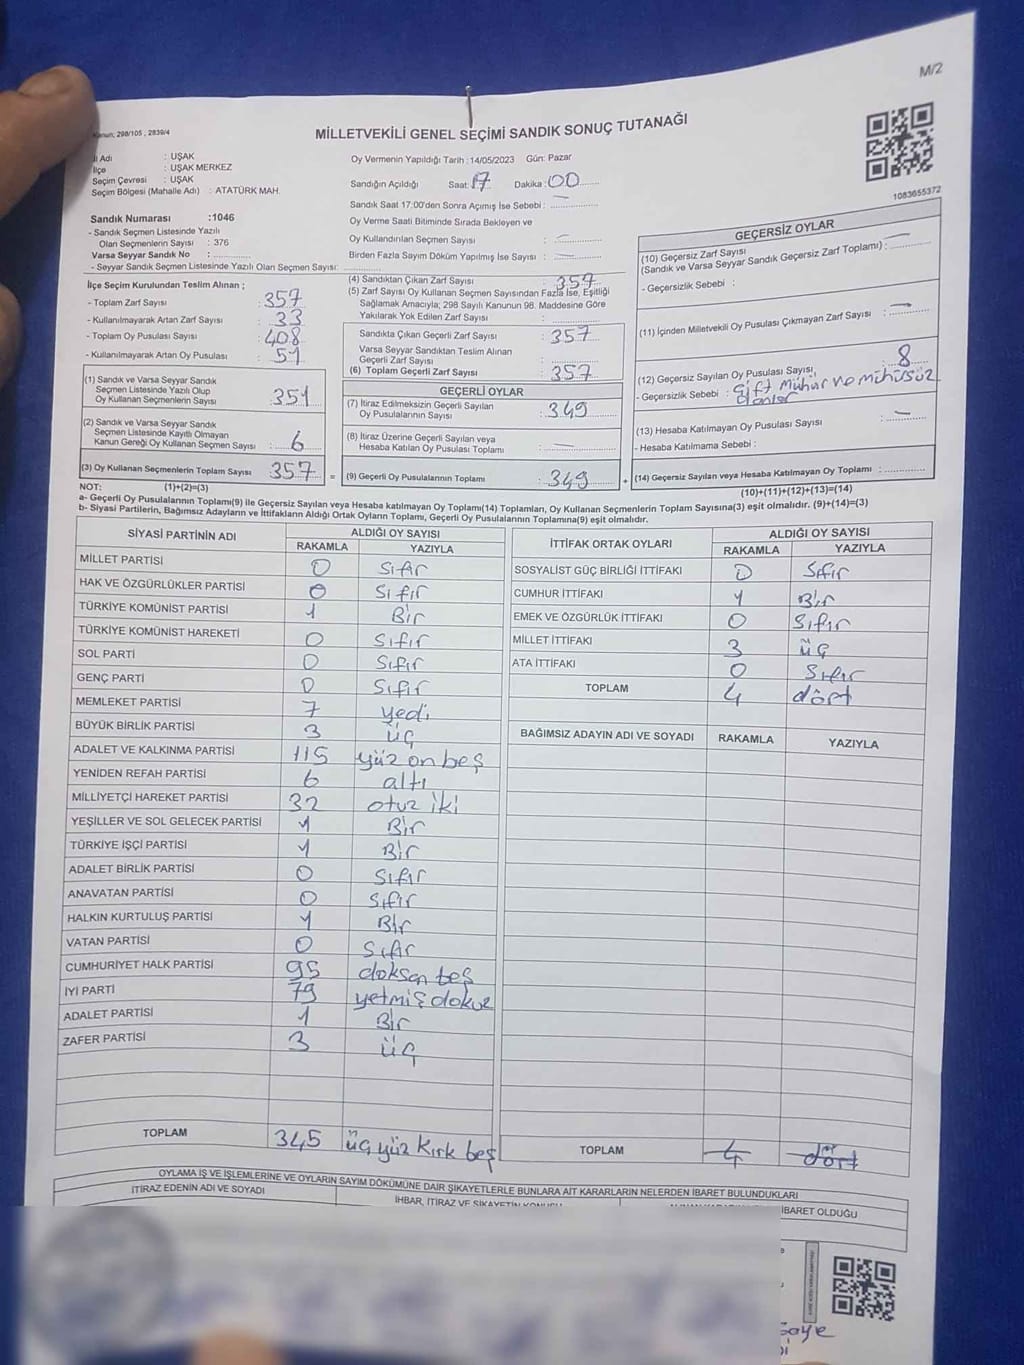 M/2
Kanun; 298/105 , 2839/4
MİLLETVEKİLİ GENEL SEÇİMİ SANDIK SONUÇ TUTANAĞI
1083655372
İl Adı : UŞAK
İlçe : UŞAK MERKEZ
Seçim Çevresi : UŞAK
Seçim Bölgesi (Mahalle Adı) : ATATÜRK MAH.
Sandık Numarası :1046
- Sandık Seçmen Listesinde Yazılı
Olan Seçmenlerin Sayısı : 376
Varsa Seyyar Sandık No : ..............
- Seyyar Sandık Seçmen Listesinde Yazılı Olan Seçmen Sayısı: ..............
Oy Vermenin Yapıldığı Tarih :14/05/2023 Gün: Pazar
Sandığın Açıldığı Saat: 17 Dakika : 00
Sandık Saat 17:00'den Sonra Açımış İse Sebebi : —
Oy Verme Saati Bitiminde Sırada Bekleyen ve
Oy Kullandırılan Seçmen Sayısı : —
Birden Fazla Sayım Döküm Yapılmış İse Sayısı : —
İlçe Seçim Kurulundan Teslim Alınan ;
- Toplam Zarf Sayısı : 357
- Kullanılmayarak Artan Zarf Sayısı : 33
- Toplam Oy Pusulası Sayısı : 408
- Kullanılmayarak Artan Oy Pusulası : 51
(4) Sandıktan Çıkan Zarf Sayısı : 357
(5) Zarf Sayısı Oy Kullanan Seçmen Sayısından Fazla İse, Eşitliği
Sağlamak Amacıyla; 298 Sayılı Kanunun 98. Maddesine Göre
Yakılarak Yok Edilen Zarf Sayısı : ..............
Sandıkta Çıkan Geçerli Zarf Sayısı : 357
Varsa Seyyar Sandıktan Teslim Alınan
Geçerli Zarf Sayısı : ..............
(6) Toplam Geçerli Zarf Sayısı : 357
GEÇERSİZ OYLAR
(10) Geçersiz Zarf Sayısı
(Sandık ve Varsa Seyyar Sandık Geçersiz Zarf Toplamı) : —
- Geçersizlik Sebebi :
(11) İçinden Milletvekili Oy Pusulası Çıkmayan Zarf Sayısı : —
(12) Geçersiz Sayılan Oy Pusulası Sayısı, : 8
- Geçersizlik Sebebi : Çift Mühür ve mühüsüz
olanlar
(13) Hesaba Katılmayan Oy Pusulası Sayısı : —
- Hesaba Katılmama Sebebi :
(1) Sandık ve Varsa Seyyar Sandık
Seçmen Listesinde Yazılı Olup
Oy Kullanan Seçmenlerin Sayısı : 351
(2) Sandık ve Varsa Seyyar Sandık
Seçmen Listesinde Kayıtlı Olmayan
Kanun Gereği Oy Kullanan Seçmen Sayısı : 6
GEÇERLİ OYLAR
(7) İtiraz Edilmeksizin Geçerli Sayılan
Oy Pusulalarının Sayısı : 349
(8) İtiraz Üzerine Geçerli Sayılan veya
Hesaba Katılan Oy Pusulası Toplamı : —
(3) Oy Kullanan Seçmenlerin Toplam Sayısı : 357 = (9) Geçerli Oy Pusulalarının Toplamı : 349 + (14) Geçersiz Sayılan veya Hesaba Katılmayan Oy Toplamı : ..............
NOT: (1)+(2)=(3) (10)+(11)+(12)+(13)=(14)
a- Geçerli Oy Pusulalarının Toplamı(9) ile Geçersiz Sayılan veya Hesaba katılmayan Oy Toplamı(14) Toplamları, Oy Kullanan Seçmenlerin Toplam Sayısına(3) eşit olmalıdır. (9)+(14)=(3)
b- Siyasi Partilerin, Bağımsız Adayların ve İttifakların Aldığı Ortak Oyların Toplamı, Geçerli Oy Pusulalarının Toplamına(9) eşit olmalıdır.
SİYASİ PARTİNİN ADI ALDIĞI OY SAYISI
RAKAMLA YAZIYLA
MİLLET PARTİSİ 0 Sıfır
HAK VE ÖZGÜRLÜKLER PARTİSİ 0 Sıfır
TÜRKİYE KOMÜNİST PARTİSİ 1 Bir
TÜRKİYE KOMÜNİST HAREKETİ 0 Sıfır
SOL PARTİ 0 Sıfır
GENÇ PARTİ 0 Sıfır
MEMLEKET PARTİSİ 7 yedi
BÜYÜK BİRLİK PARTİSİ 3 üç
ADALET VE KALKINMA PARTİSİ 115 yüz on beş
YENİDEN REFAH PARTİSİ 6 altı
MİLLİYETÇİ HAREKET PARTİSİ 32 otuz iki
YEŞİLLER VE SOL GELECEK PARTİSİ 1 Bir
TÜRKİYE İŞÇİ PARTİSİ 1 Bir
ADALET BİRLİK PARTİSİ 0 Sıfır
ANAVATAN PARTİSİ 0 Sıfır
HALKIN KURTULUŞ PARTİSİ 1 Bir
VATAN PARTİSİ 0 Sıfır
CUMHURİYET HALK PARTİSİ 95 doksan beş
İYİ PARTİ 79 yetmiş dokuz
ADALET PARTİSİ 1 Bir
ZAFER PARTİSİ 3 üç
TOPLAM 345 üç yüz kırk beş
İTTİFAK ORTAK OYLARI ALDIĞI OY SAYISI
RAKAMLA YAZIYLA
SOSYALİST GÜÇ BİRLİĞİ İTTİFAKI 0 Sıfır
CUMHUR İTTİFAKI 1 Bir
EMEK VE ÖZGÜRLÜK İTTİFAKI 0 Sıfır
MİLLET İTTİFAKI 3 üç
ATA İTTİFAKI 0 Sıfır
TOPLAM 4 dört
BAĞIMSIZ ADAYIN ADI VE SOYADI RAKAMLA YAZIYLA
TOPLAM 4 dört
OYLAMA İŞ VE İŞLEMLERİNE VE OYLARIN SAYIM DÖKÜMÜNE DAİR ŞİKAYETLERLE BUNLARA AİT KARARLARIN NELERDEN İBARET BULUNDUKLARI
İTİRAZ EDENİN ADI VE SOYADI İHBAR, İTİRAZ VE ŞİKAYETİN KONUSU İBARET OLDUĞU